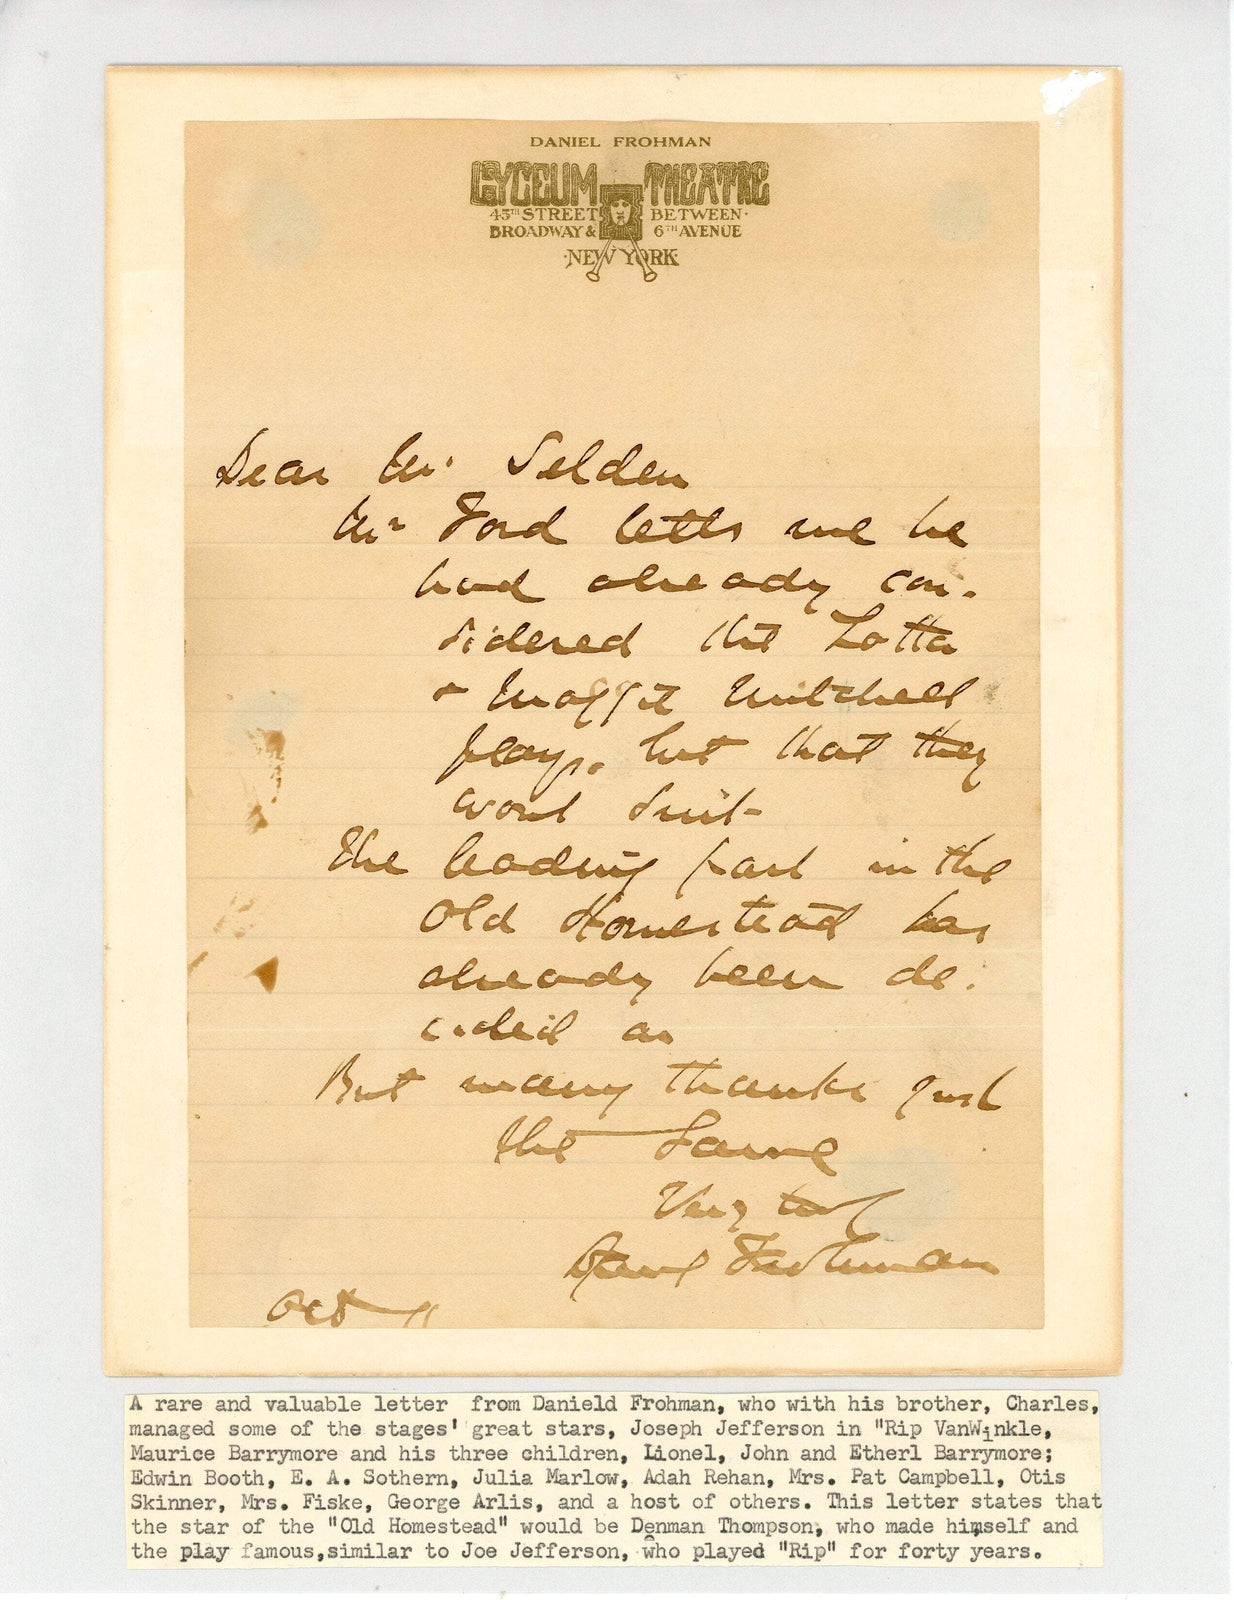 DANIEL FROHMAN
LYCEUM THEATRE
45TH STREET BETWEEN
BROADWAY & 6TH AVENUE
NEW YORK
Dear Mr. Selden
Mr Ford tells me he
had already con-
sidered the Lotta
+ Maggie Mitchell
plays. but that they
wont suit-
The leading part in the
Old Homestead has
already been de-
cided on
But many thanks just
the same
Very
Danl Frohman
Oct 11
A rare and valuable letter from Danield Frohman, who with his brother, Charles,
managed some of the stages' great stars, Joseph Jefferson in "Rip VanWinkle,
Maurice Barrymore and his three children, Lionel, John and Etherl Barrymore;
Edwin Booth, E. A. Sothern, Julia Marlow, Adah Rehan, Mrs. Pat Campbell, Otis
Skinner, Mrs. Fiske, George Arlis, and a host of others. This letter states that
the star of the "Old Homestead" would be Denman Thompson, who made himself and
the play famous,similar to Joe Jefferson, who played "Rip" for forty years.